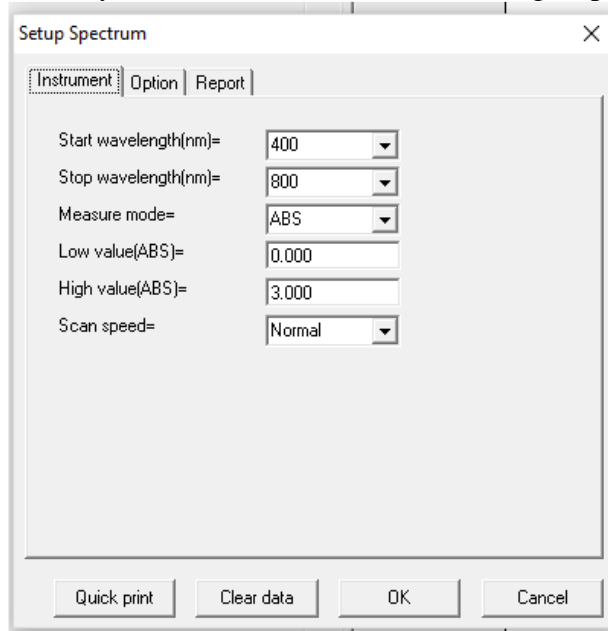 Setup Spectrum
Instrument Option Report
Start wavelength(nm)= 400
Stop wavelength(nm)= 800
Measure mode= ABS
Low value(ABS)= 0.000
High value(ABS)= 3.000
Scan speed= Normal
Quick print Clear data OK Cancel